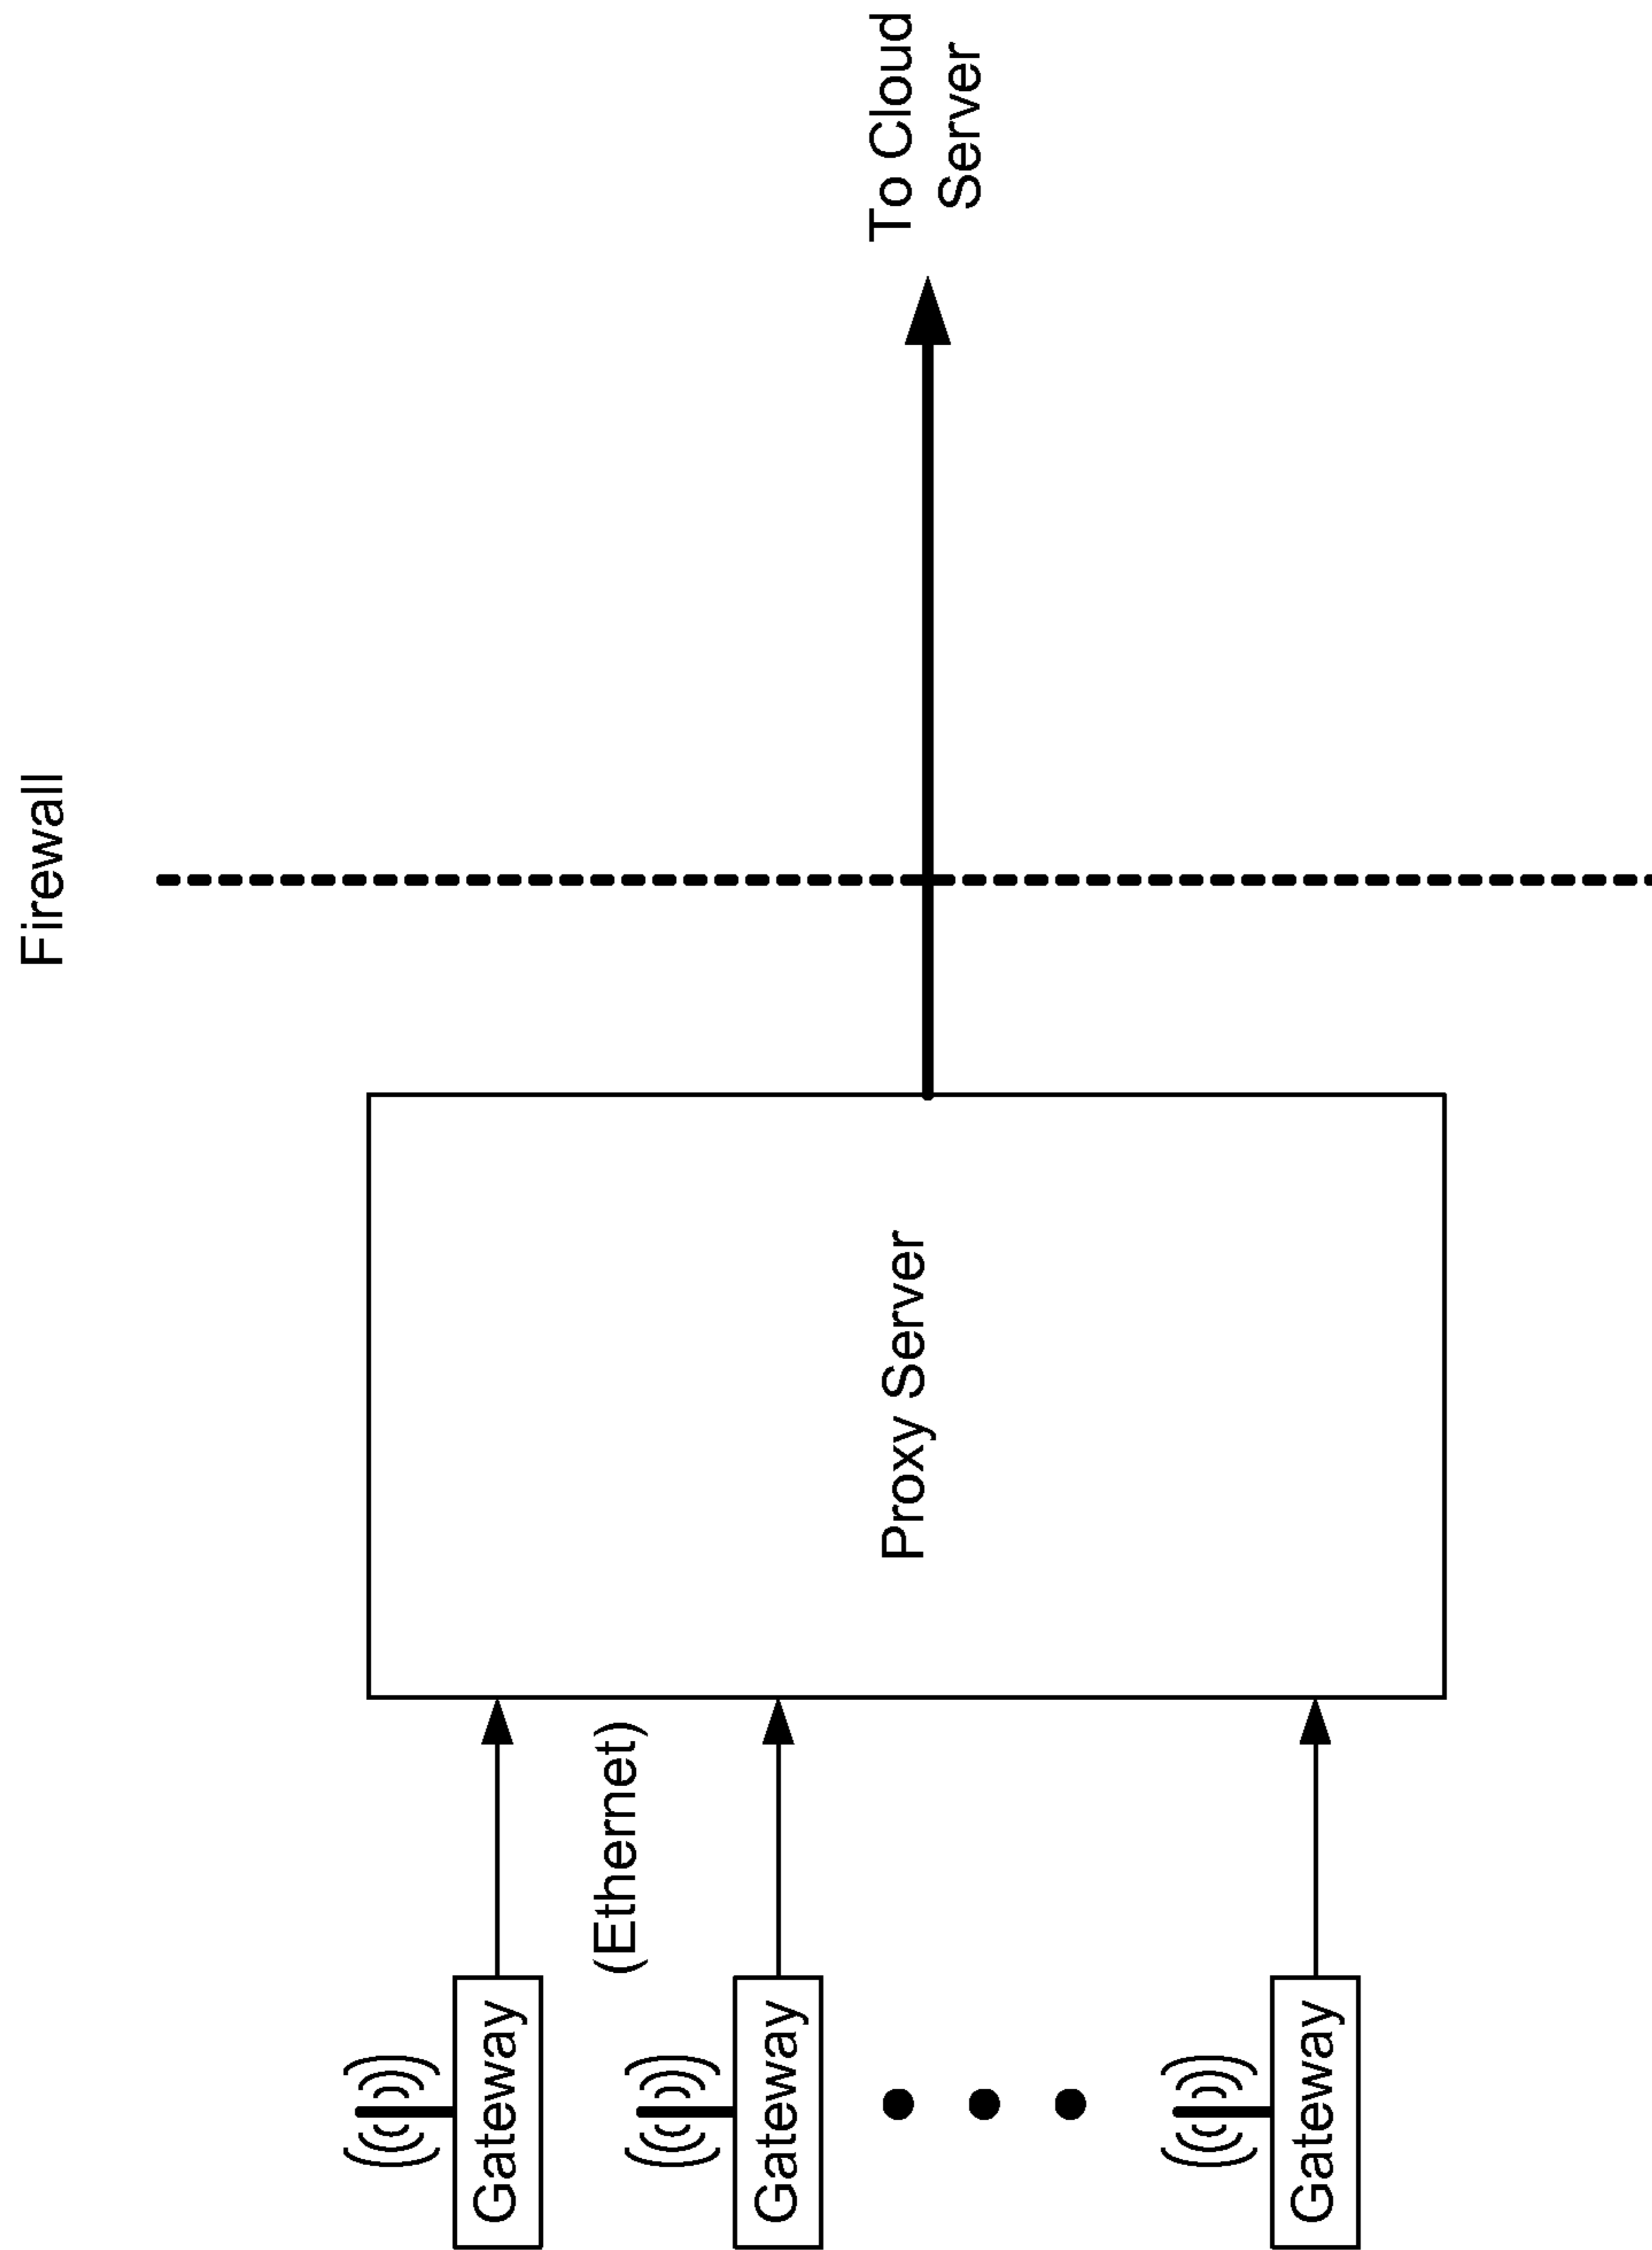 Firewall
To Cloud
Server
Proxy Server
(Ethernet)
Gateway
Gateway
Gateway